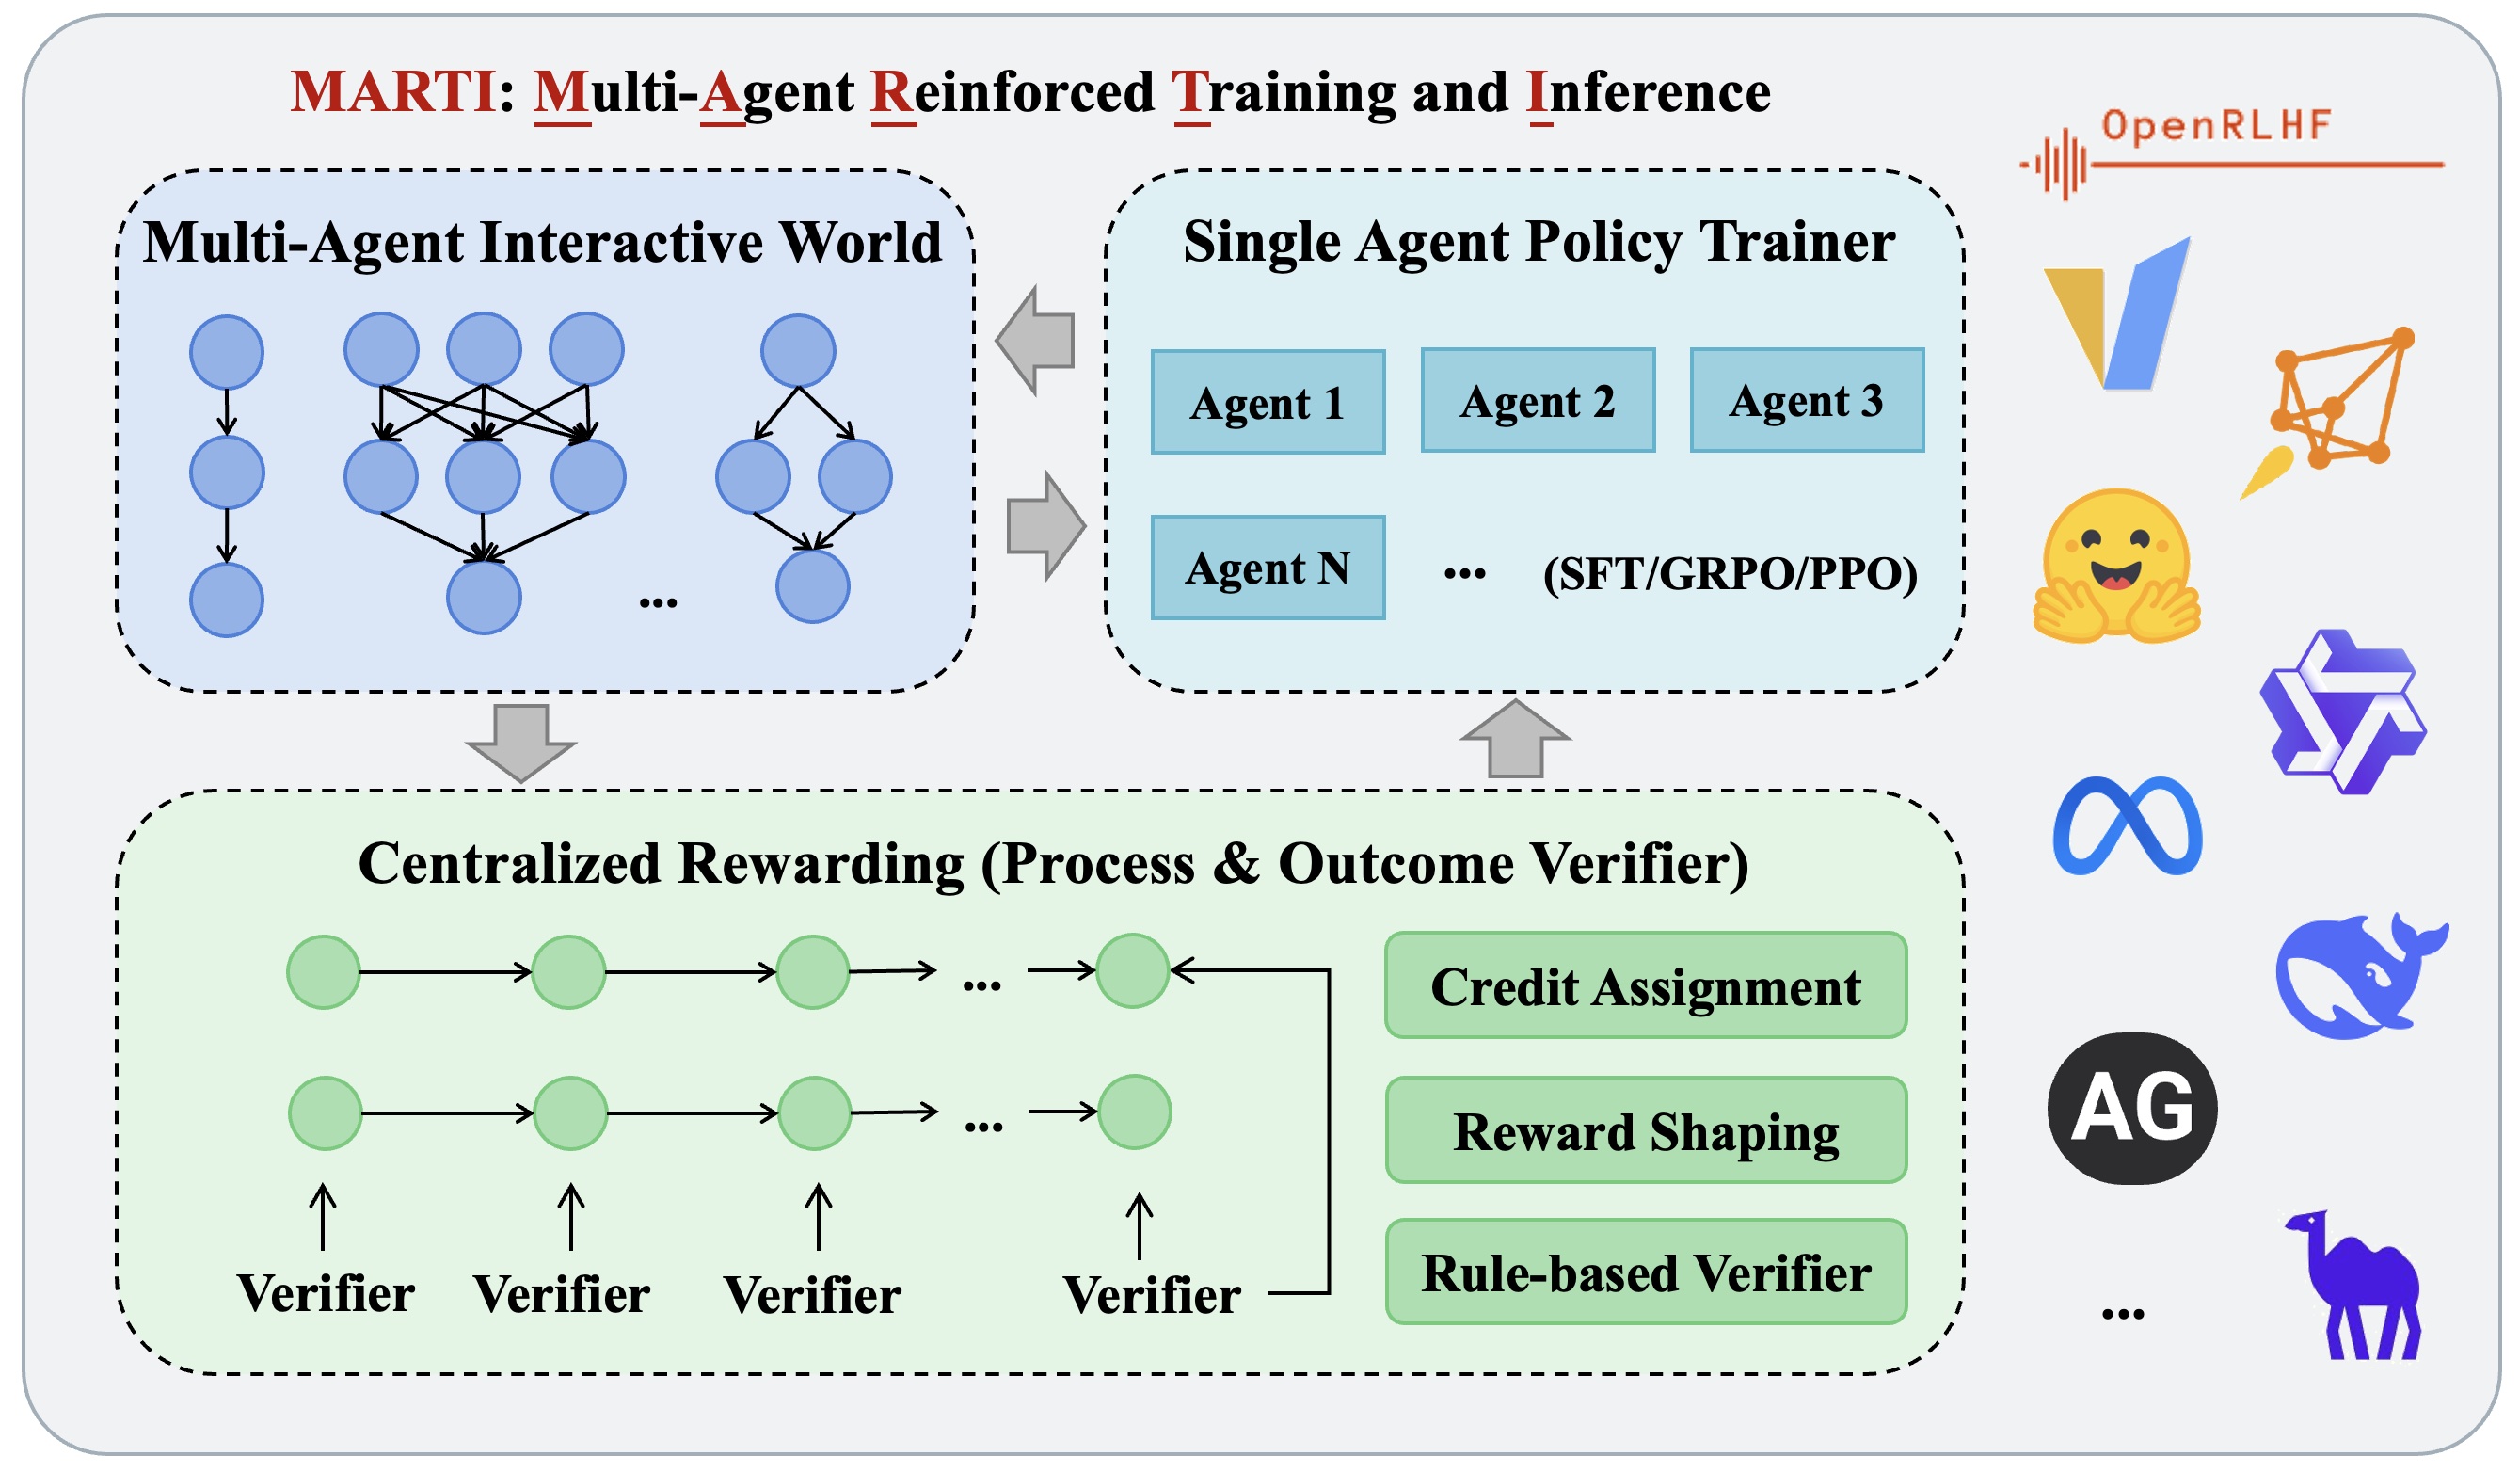 MARTI: Multi-Agent Reinforced Training and Inference
OpenRLHF
Multi-Agent Interactive World
...
Single Agent Policy Trainer
Agent 1
Agent 2
Agent 3
Agent N
...
(SFT/GRPO/PPO)
Centralized Rewarding (Process & Outcome Verifier)
...
...
Verifier
Verifier
Verifier
Verifier
Credit Assignment
Reward Shaping
Rule-based Verifier
AG
...